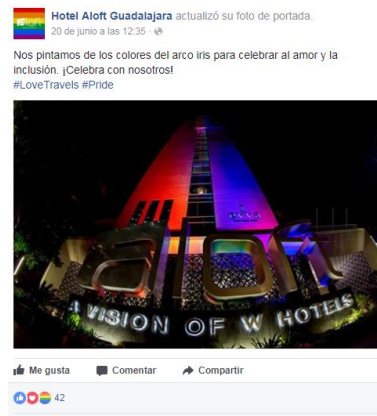 Hotel Aloft Guadalajara actualizó su foto de portada.
20 de junio a las 12:35 ·
Nos pintamos de los colores del arco iris para celebrar al amor y la
inclusión. ¡Celebra con nosotros!
#LoveTravels #Pride
aloft
A VISION OF W HOTELS
Me gusta Comentar Compartir
42